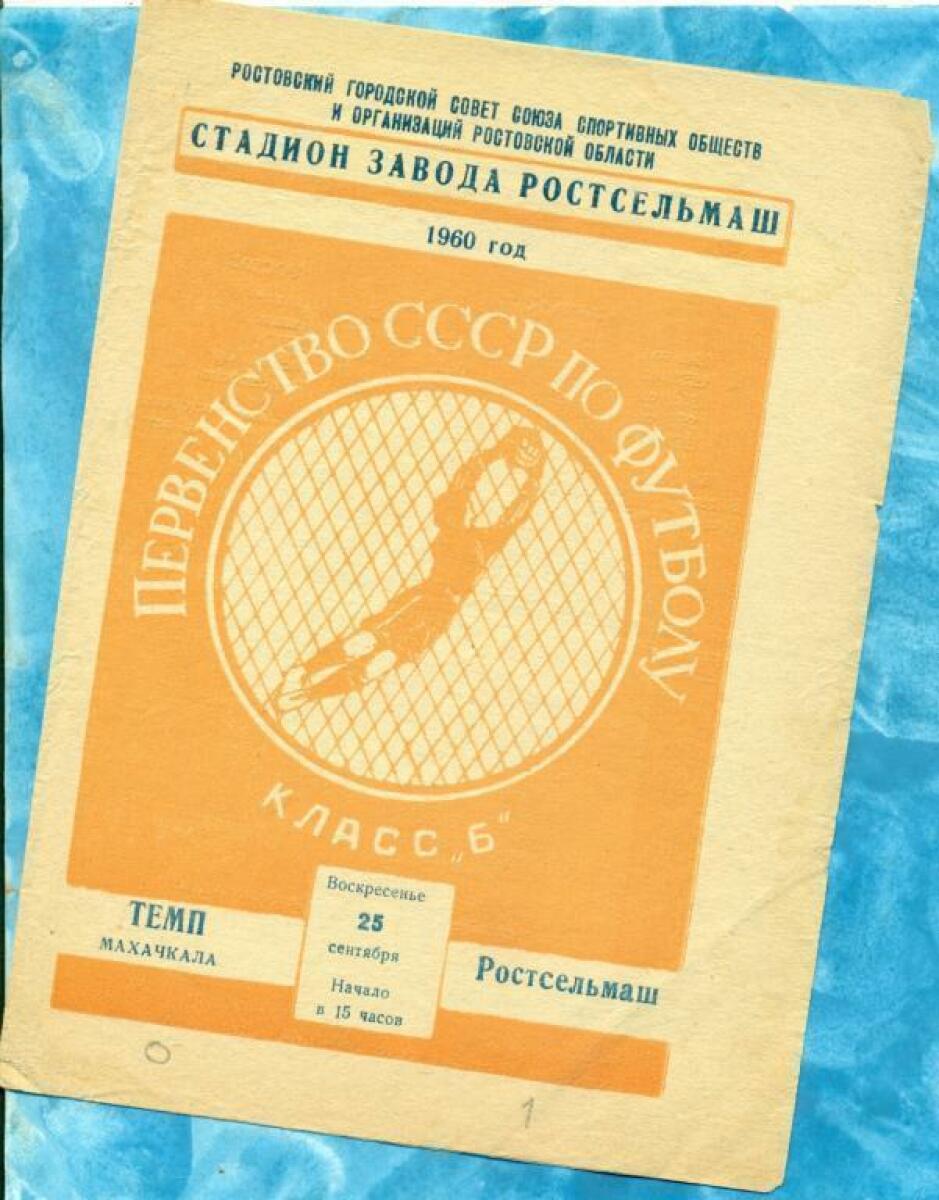 РОСТОВСКИЙ ГОРОДСКОЙ СОВЕТ СОЮЗА СПОРТИВНЫХ ОБЩЕСТВ
И ОРГАНИЗАЦИЙ РОСТОВСКОЙ ОБЛАСТИ
СТАДИОН ЗАВОДА РОСТСЕЛЬМАШ
1960 год
ПЕРВЕНСТВО СССР ПО ФУТБОЛУ
КЛАСС „Б"
ТЕМП
МАХАЧКАЛА
Воскресенье
25
сентября
Начало
в 15 часов
Ростсельмаш
0
1